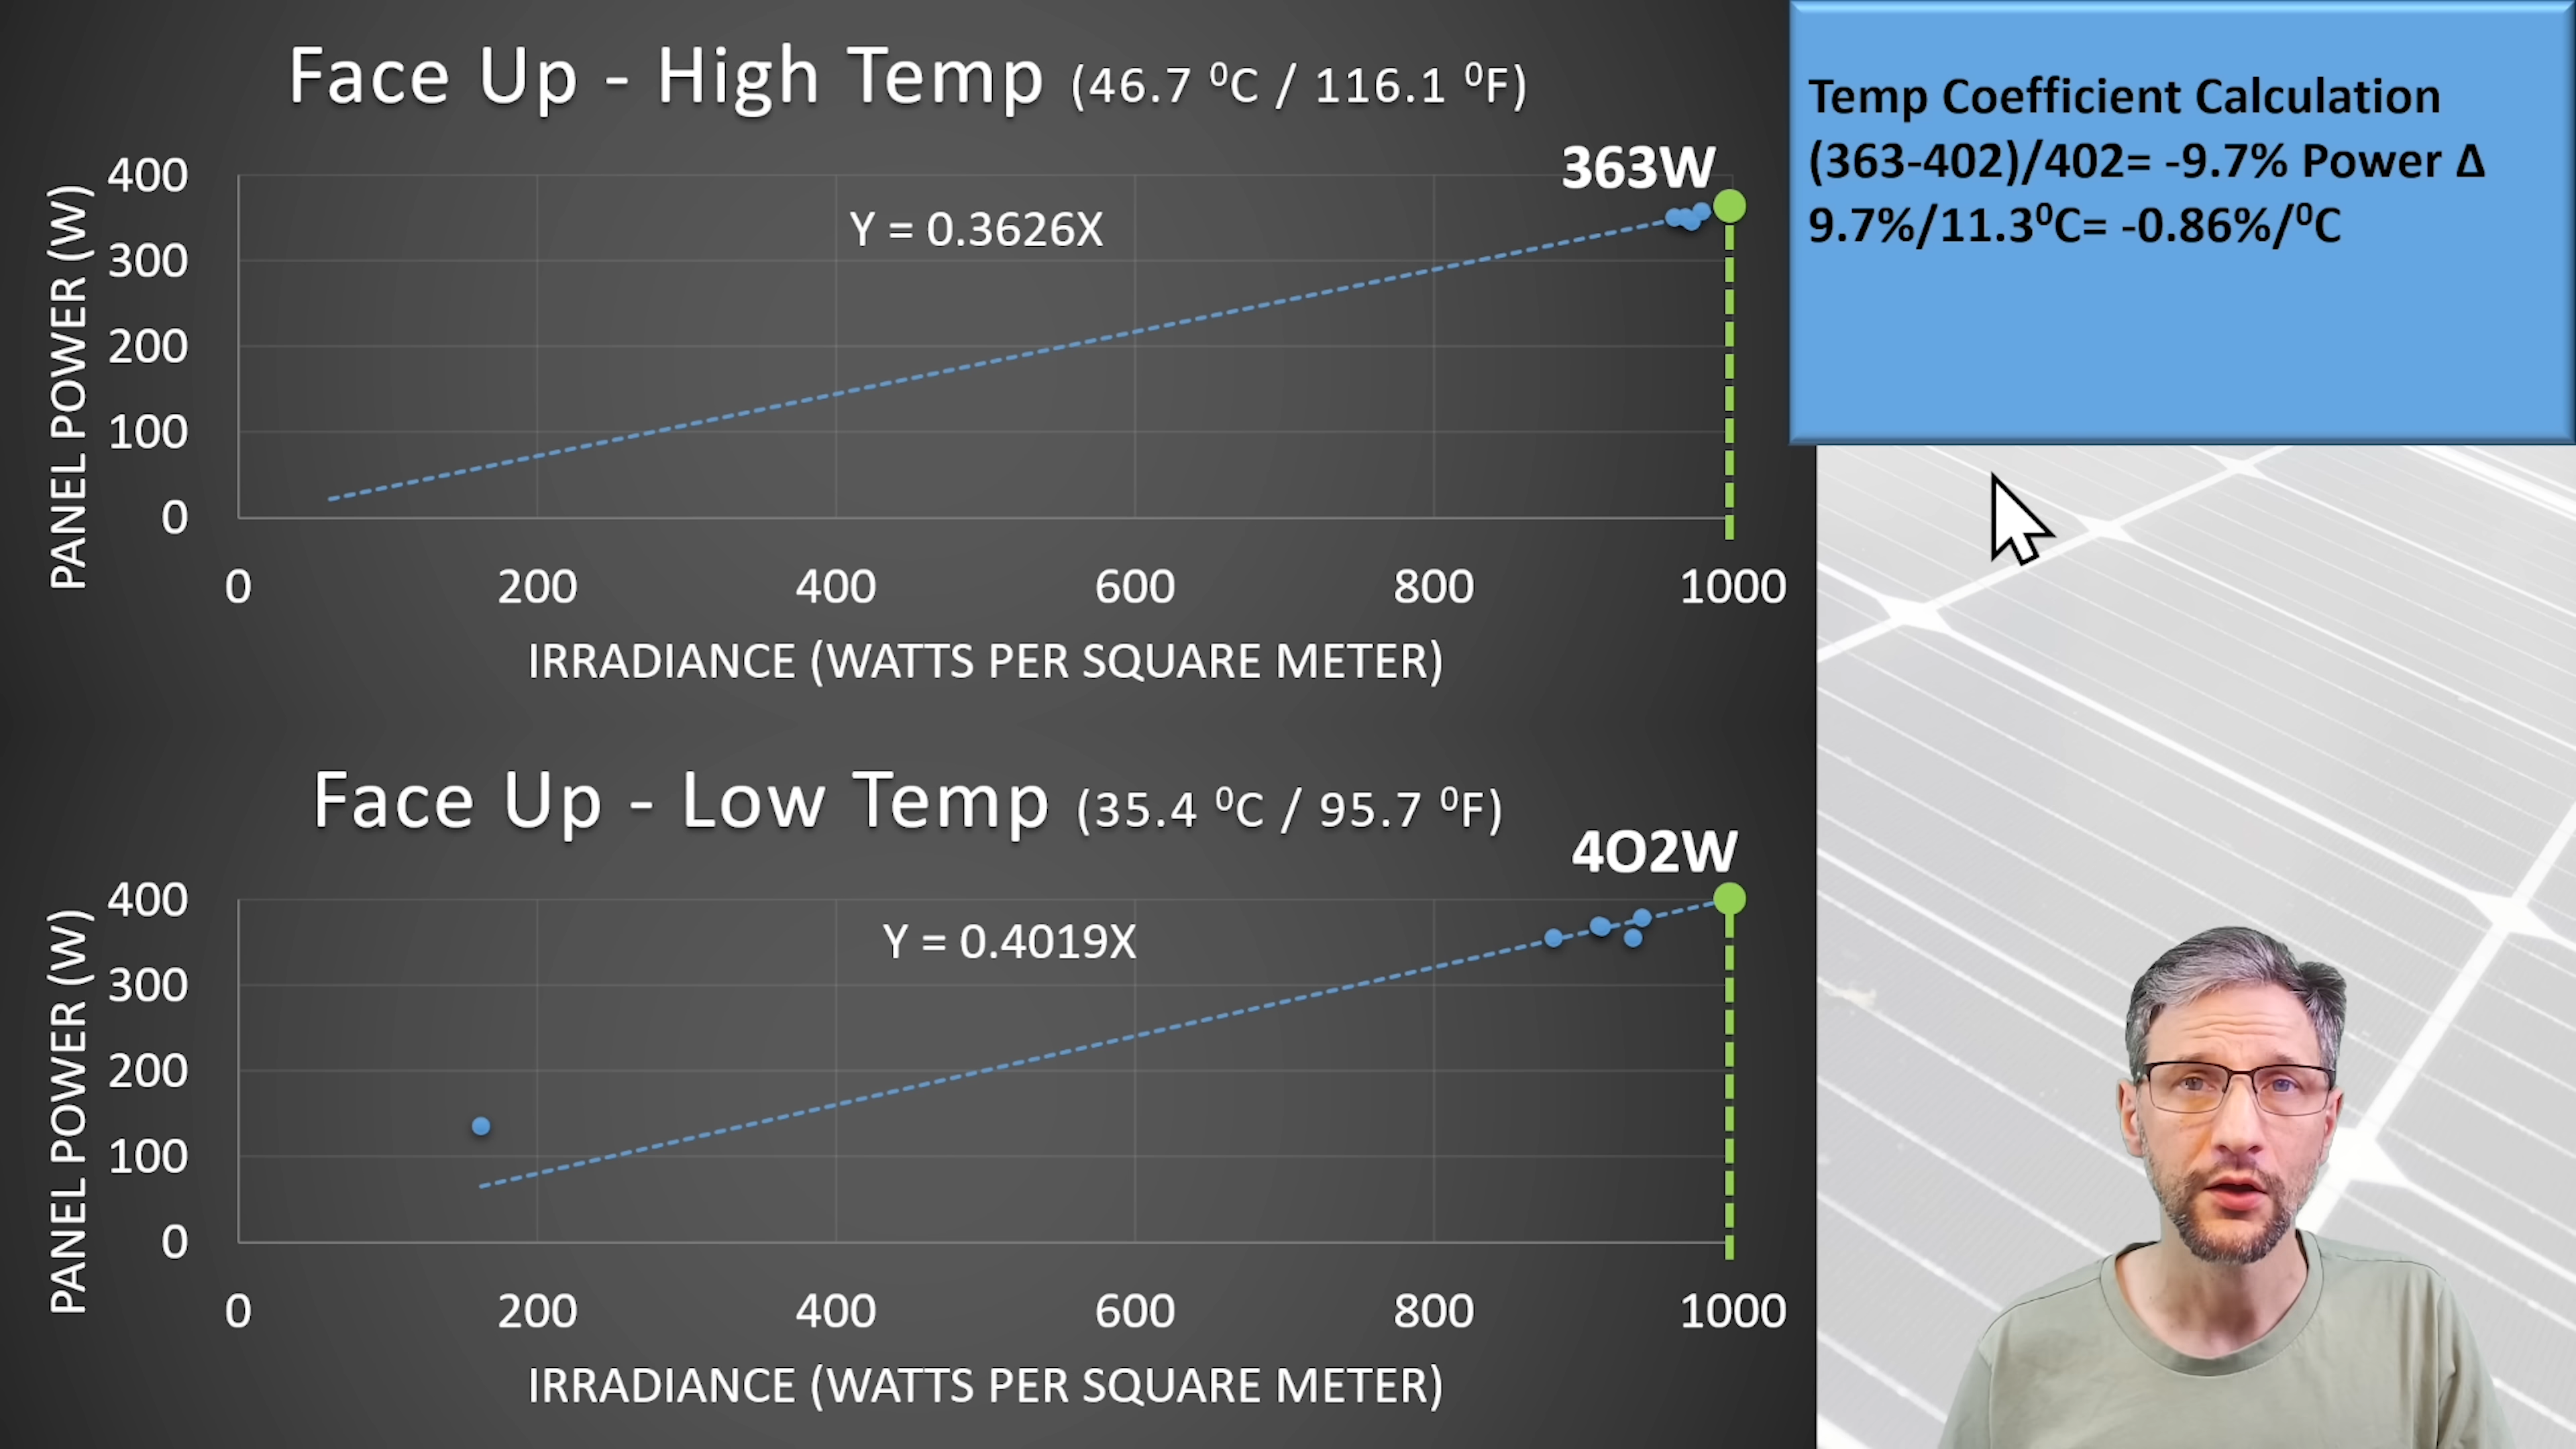 Face Up - High Temp (46.7 ⁰C / 116.1 ⁰F)
363W
Y = 0.3626X
PANEL POWER (W)
400
300
200
100
0
0 200 400 600 800 1000
IRRADIANCE (WATTS PER SQUARE METER)
Face Up - Low Temp (35.4 ⁰C / 95.7 ⁰F)
4O2W
Y = 0.4019X
PANEL POWER (W)
400
300
200
100
0
0 200 400 600 800 1000
IRRADIANCE (WATTS PER SQUARE METER)
Temp Coefficient Calculation
(363-402)/402= -9.7% Power Δ
9.7%/11.3⁰C= -0.86%/⁰C